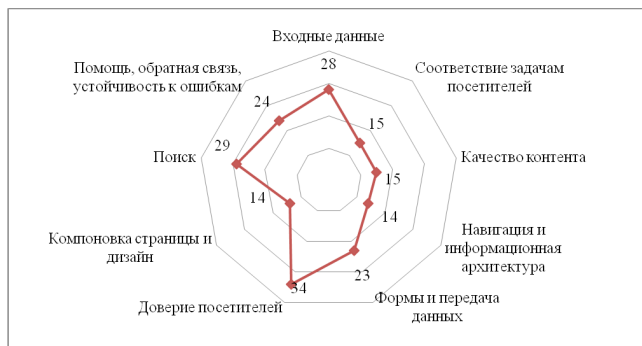 Входные данные
28
Помощь, обратная связь,
устойчивость к ошибкам
24
Соответствие задачам
посетителей
15
Поиск
29
Качество контента
15
14
14
Компоновка страницы и
дизайн
Навигация и
информационная
архитектура
34
23
Доверие посетителей
Формы и передача
данных